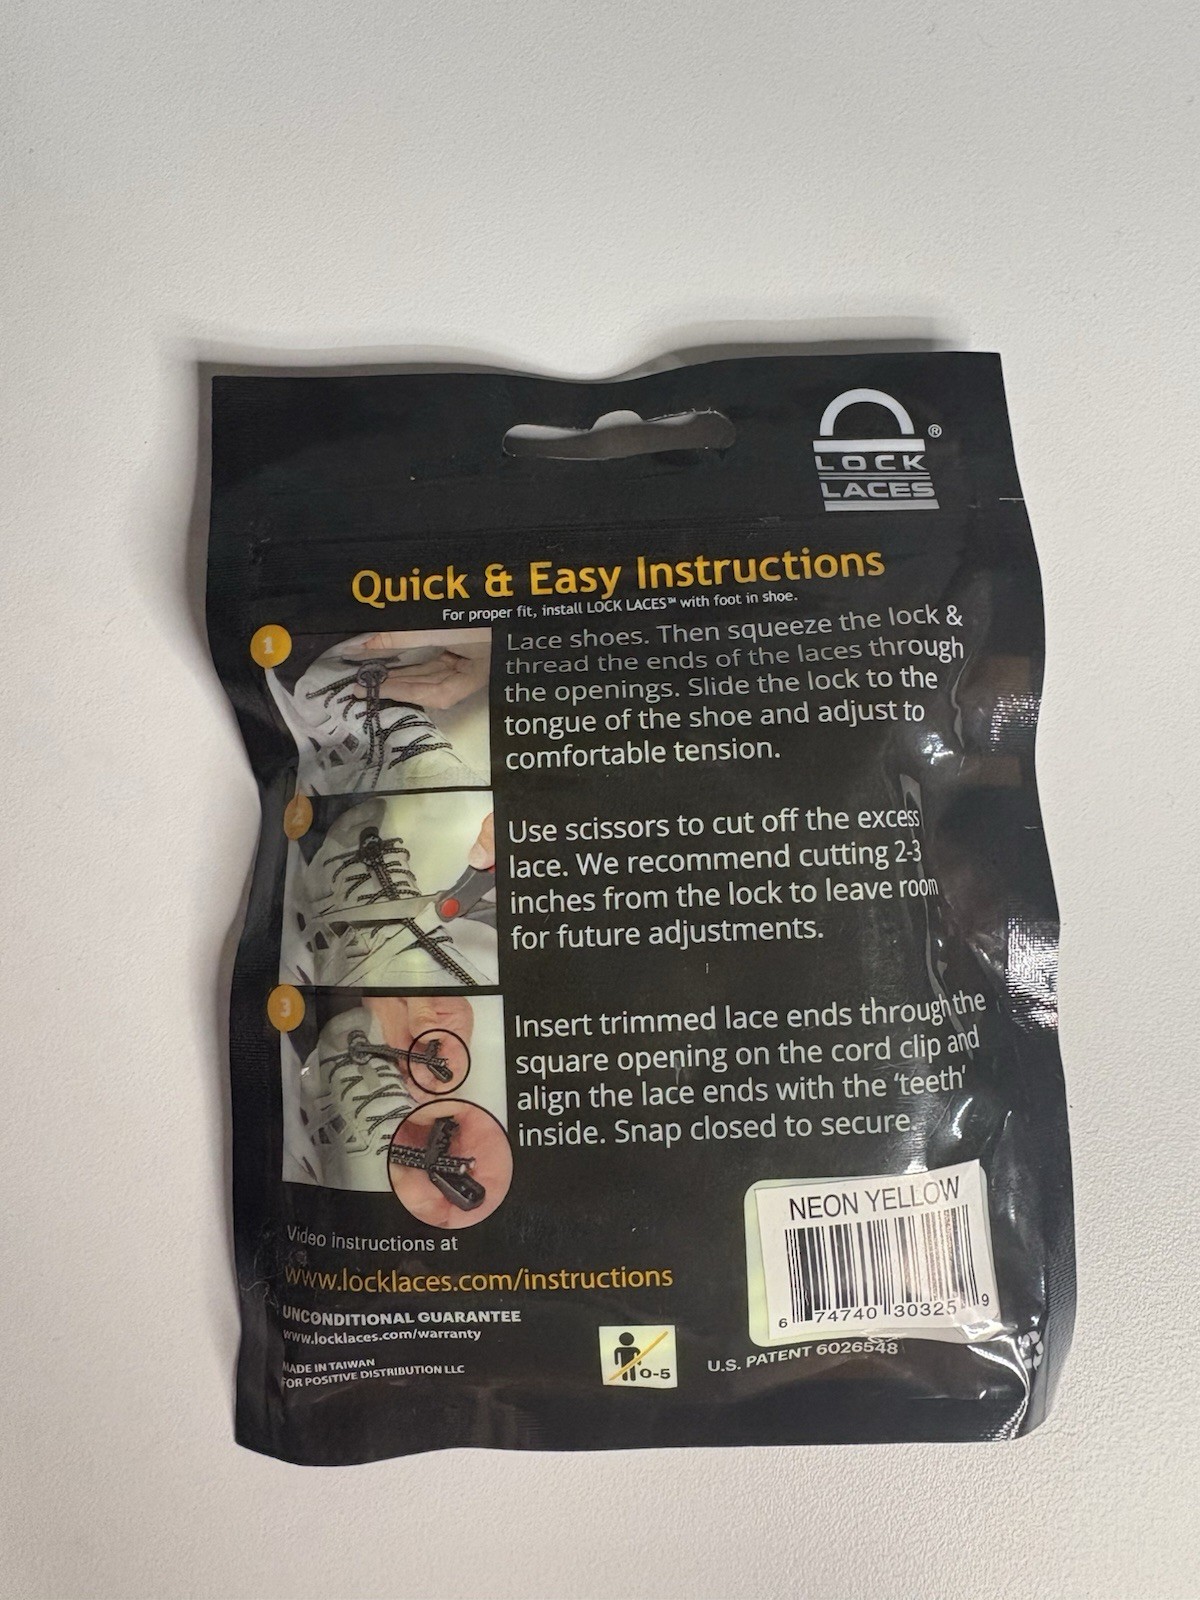 ®
LOCK
LACES
Quick & Easy Instructions
For proper fit, install LOCK LACES™ with foot in shoe.
1
Lace shoes. Then squeeze the lock &
thread the ends of the laces through
the openings. Slide the lock to the
tongue of the shoe and adjust to
comfortable tension.
2
Use scissors to cut off the excess
lace. We recommend cutting 2-3
inches from the lock to leave room
for future adjustments.
3
Insert trimmed lace ends through the
square opening on the cord clip and
align the lace ends with the ‘teeth’
inside. Snap closed to secure.
Video instructions at
www.locklaces.com/instructions
UNCONDITIONAL GUARANTEE
www.locklaces.com/warranty
MADE IN TAIWAN
FOR POSITIVE DISTRIBUTION LLC
0-5
NEON YELLOW
6 74740 30325 9
U.S. PATENT 6026548